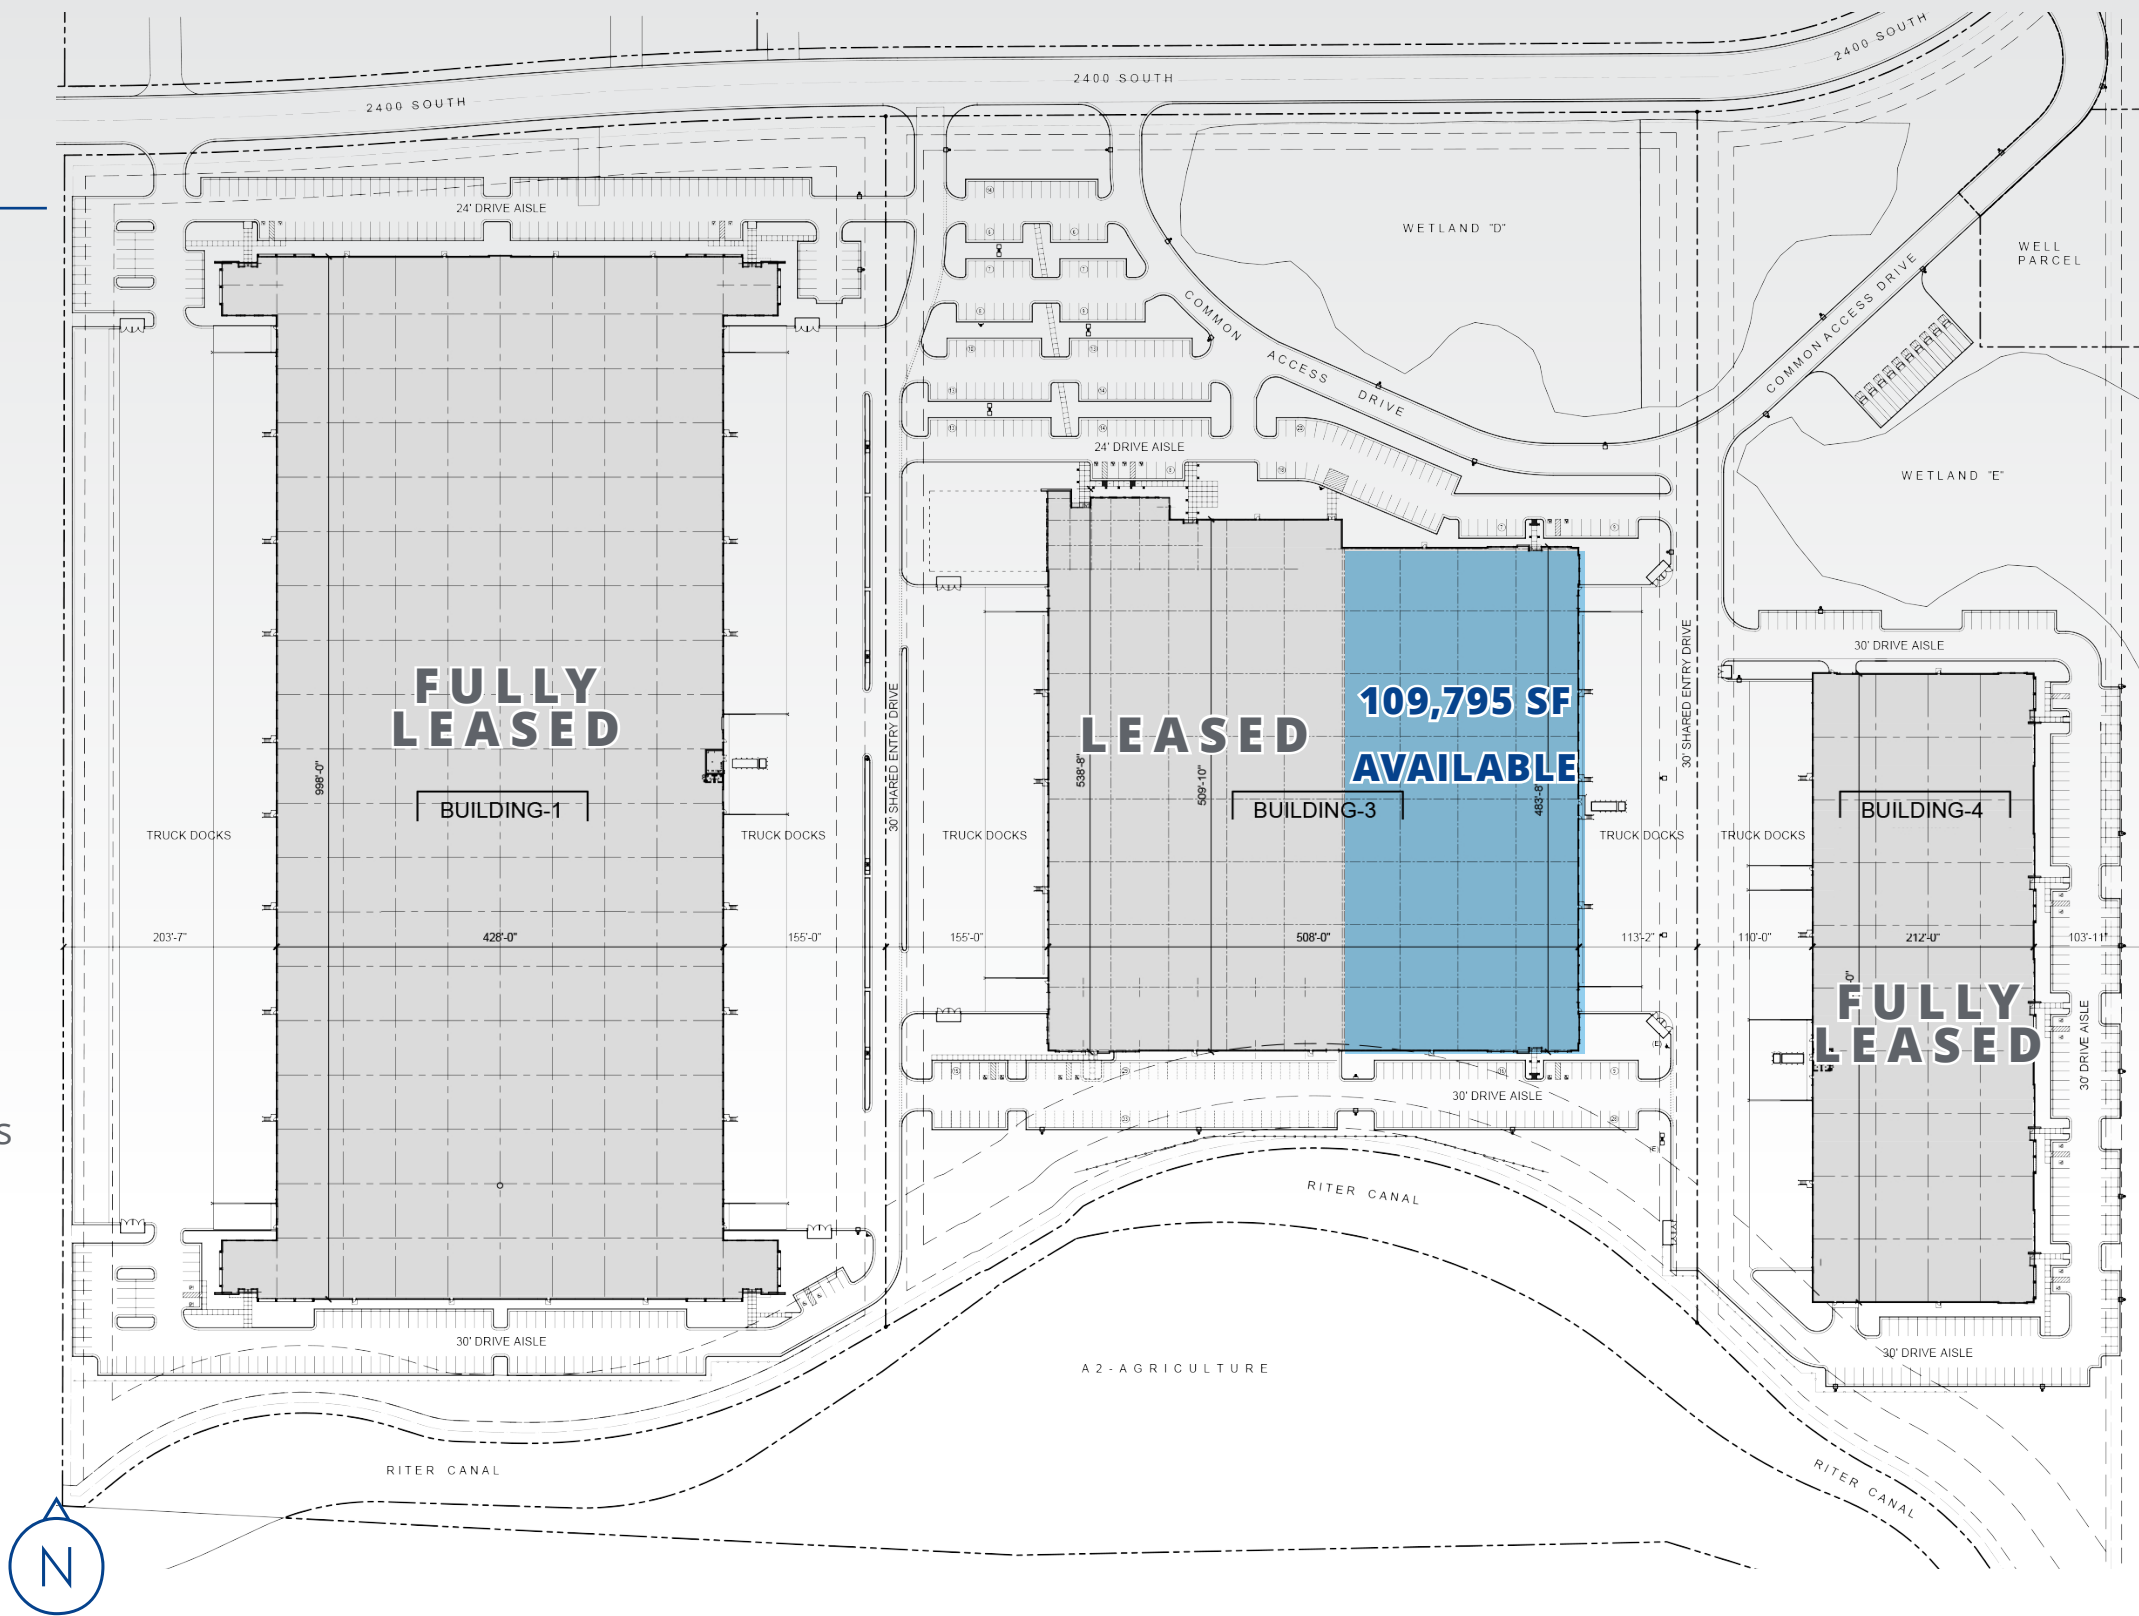 2400 SOUTH
2400 SOUTH
2400 SOUTH
24' DRIVE AISLE
WETLAND "D"
WELL
PARCEL
COMMON ACCESS DRIVE
COMMON ACCESS DRIVE
24' DRIVE AISLE
WETLAND "E"
30' DRIVE AISLE
FULLY
LEASED
998'-0"
BUILDING-1
TRUCK DOCKS
TRUCK DOCKS
30' SHARED ENTRY DRIVE
LEASED
109,795 SF
AVAILABLE
538'-8"
509'-10"
483'-8"
BUILDING-3
TRUCK DOCKS
TRUCK DOCKS
30' SHARED ENTRY DRIVE
TRUCK DOCKS
BUILDING-4
203'-7"
428'-0"
155'-0"
155'-0"
508'-0"
113'-2"
110'-0"
212'-0"
103'-11"
FULLY
LEASED
30' DRIVE AISLE
30' DRIVE AISLE
S
RITER CANAL
30' DRIVE AISLE
30' DRIVE AISLE
A2-AGRICULTURE
RITER CANAL
RITER CANAL
N